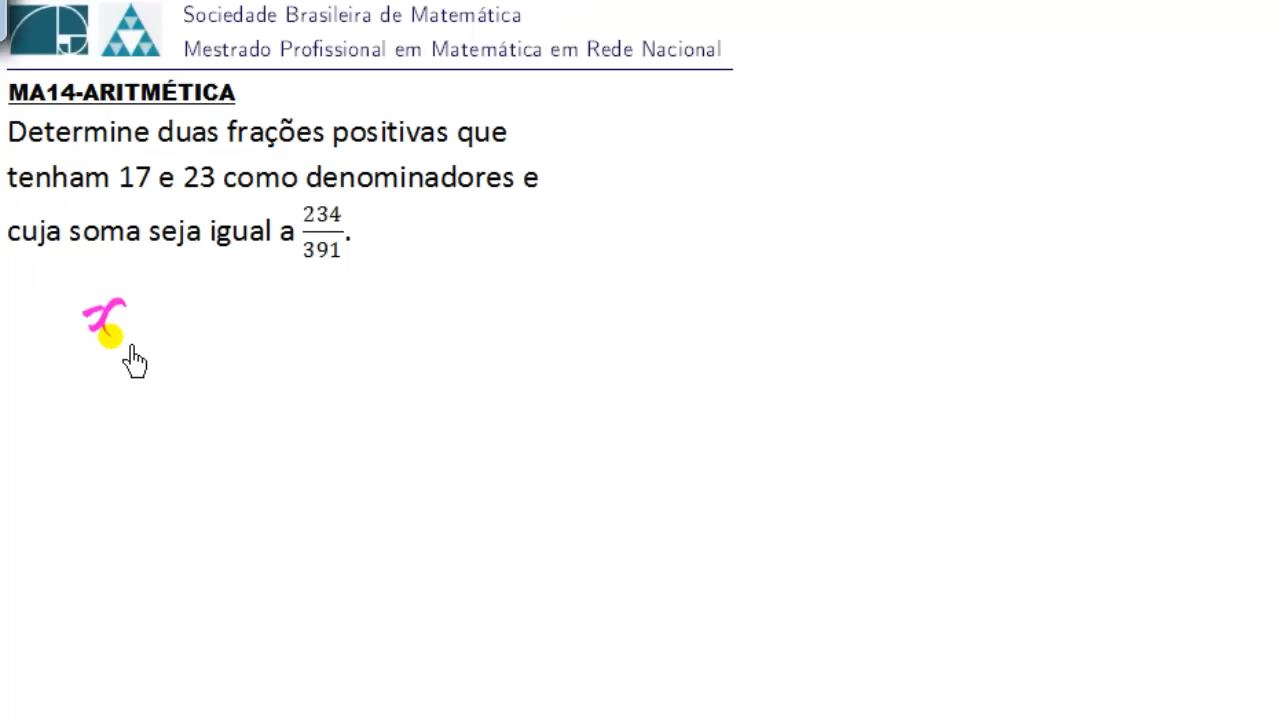 Sociedade Brasileira de Matemática
Mestrado Profissional em Matemática em Rede Nacional
MA14-ARITMÉTICA
Determine duas frações positivas que
tenham 17 e 23 como denominadores e
cuja soma seja igual a 234/391.
x